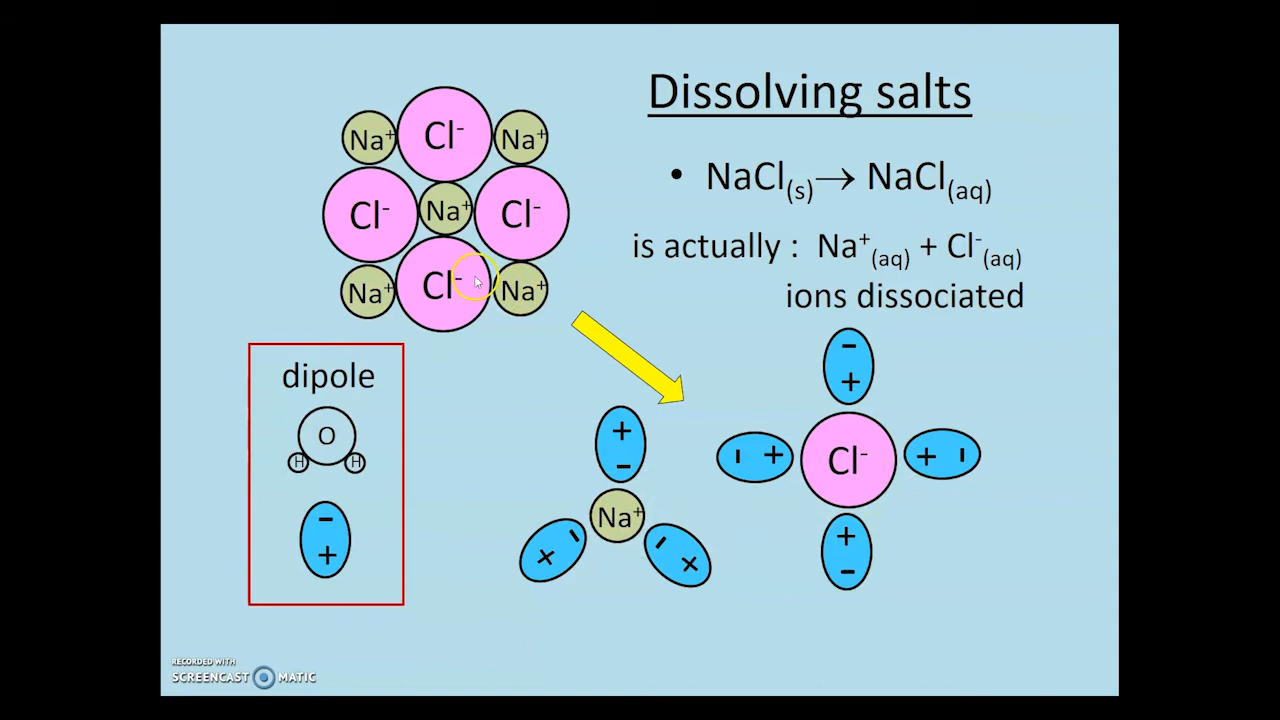 Dissolving salts
• NaCl(s)→ NaCl(aq)
is actually : Na⁺(aq) + Cl⁻(aq)
ions dissociated
Na⁺ Cl⁻ Na⁺
Cl⁻ Na⁺ Cl⁻
Na⁺ Cl⁻ Na⁺
dipole
O
H H
−
+
+
−
Na⁺
− +
− +
−
+
− + Cl⁻ + −
+
−
RECORDED WITH
SCREENCAST MATIC